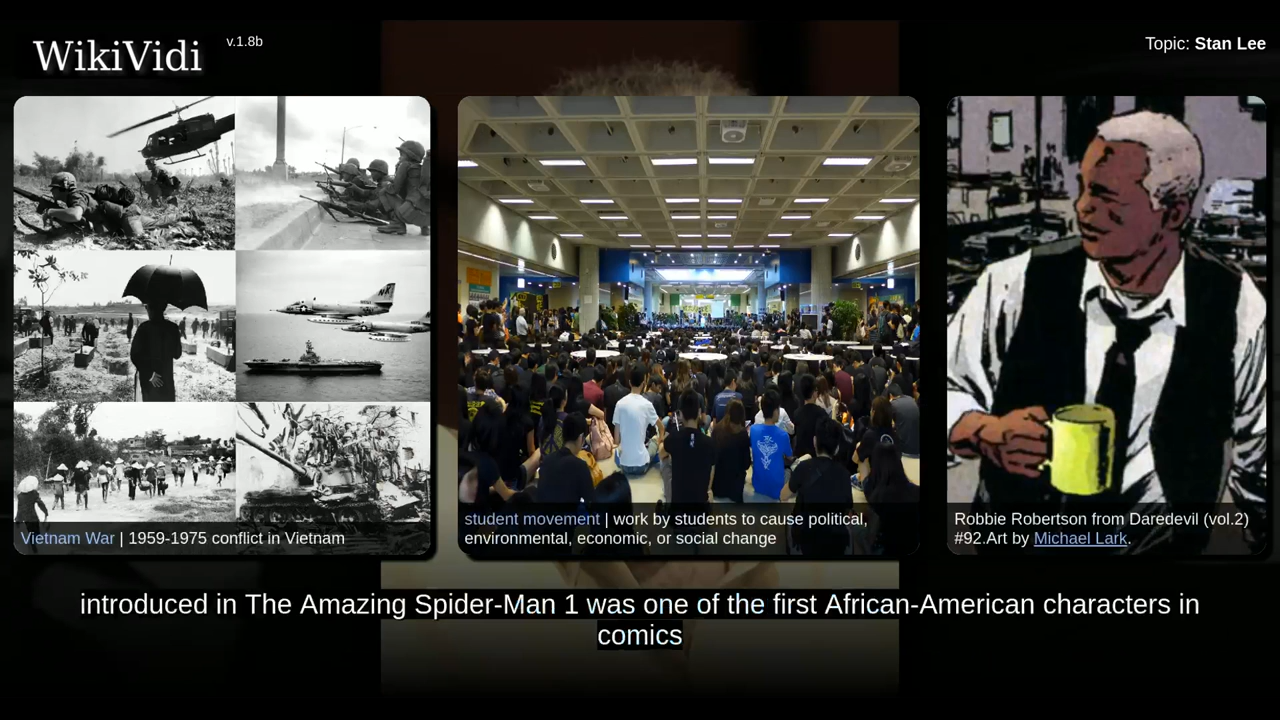 WikiVidi
v.1.8b
Topic: Stan Lee
Vietnam War | 1959-1975 conflict in Vietnam
student movement | work by students to cause political,
environmental, economic, or social change
Robbie Robertson from Daredevil (vol.2)
#92.Art by Michael Lark.
introduced in The Amazing Spider-Man 1 was one of the first African-American characters in
comics